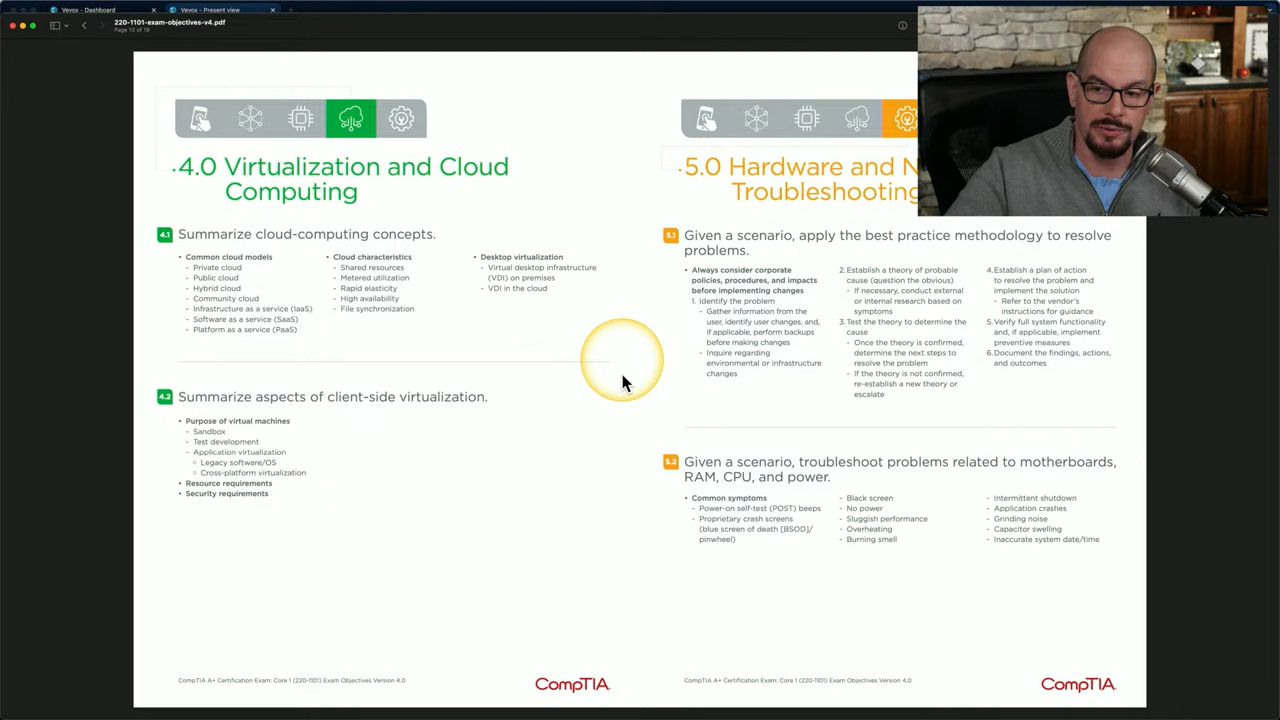 Vevox - Dashboard
Vevox - Present view
220-1101-exam-objectives-v4.pdf
Page 13 of 19
4.0 Virtualization and Cloud
Computing
4.1 Summarize cloud-computing concepts.
• Common cloud models
- Private cloud
- Public cloud
- Hybrid cloud
- Community cloud
- Infrastructure as a service (IaaS)
- Software as a service (SaaS)
- Platform as a service (PaaS)
• Cloud characteristics
- Shared resources
- Metered utilization
- Rapid elasticity
- High availability
- File synchronization
• Desktop virtualization
- Virtual desktop infrastructure
(VDI) on premises
- VDI in the cloud
4.2 Summarize aspects of client-side virtualization.
• Purpose of virtual machines
- Sandbox
- Test development
- Application virtualization
Legacy software/OS
Cross-platform virtualization
• Resource requirements
• Security requirements
CompTIA A+ Certification Exam: Core 1 (220-1101) Exam Objectives Version 4.0
CompTIA.
5.0 Hardware and N
Troubleshooting
5.1 Given a scenario, apply the best practice methodology to resolve
problems.
• Always consider corporate
policies, procedures, and impacts
before implementing changes
1. Identify the problem
- Gather information from the
user, identify user changes, and,
if applicable, perform backups
before making changes
- Inquire regarding
environmental or infrastructure
changes
2. Establish a theory of probable
cause (question the obvious)
- If necessary, conduct external
or internal research based on
symptoms
3. Test the theory to determine the
cause
- Once the theory is confirmed,
determine the next steps to
resolve the problem
- If the theory is not confirmed,
re-establish a new theory or
escalate
4. Establish a plan of action
to resolve the problem and
implement the solution
- Refer to the vendor's
instructions for guidance
5. Verify full system functionality
and, if applicable, implement
preventive measures
6. Document the findings, actions,
and outcomes
5.2 Given a scenario, troubleshoot problems related to motherboards,
RAM, CPU, and power.
• Common symptoms
- Power-on self-test (POST) beeps
- Proprietary crash screens
(blue screen of death [BSOD]/
pinwheel)
- Black screen
- No power
- Sluggish performance
- Overheating
- Burning smell
- Intermittent shutdown
- Application crashes
- Grinding noise
- Capacitor swelling
- Inaccurate system date/time
CompTIA A+ Certification Exam: Core 1 (220-1101) Exam Objectives Version 4.0
CompTIA.